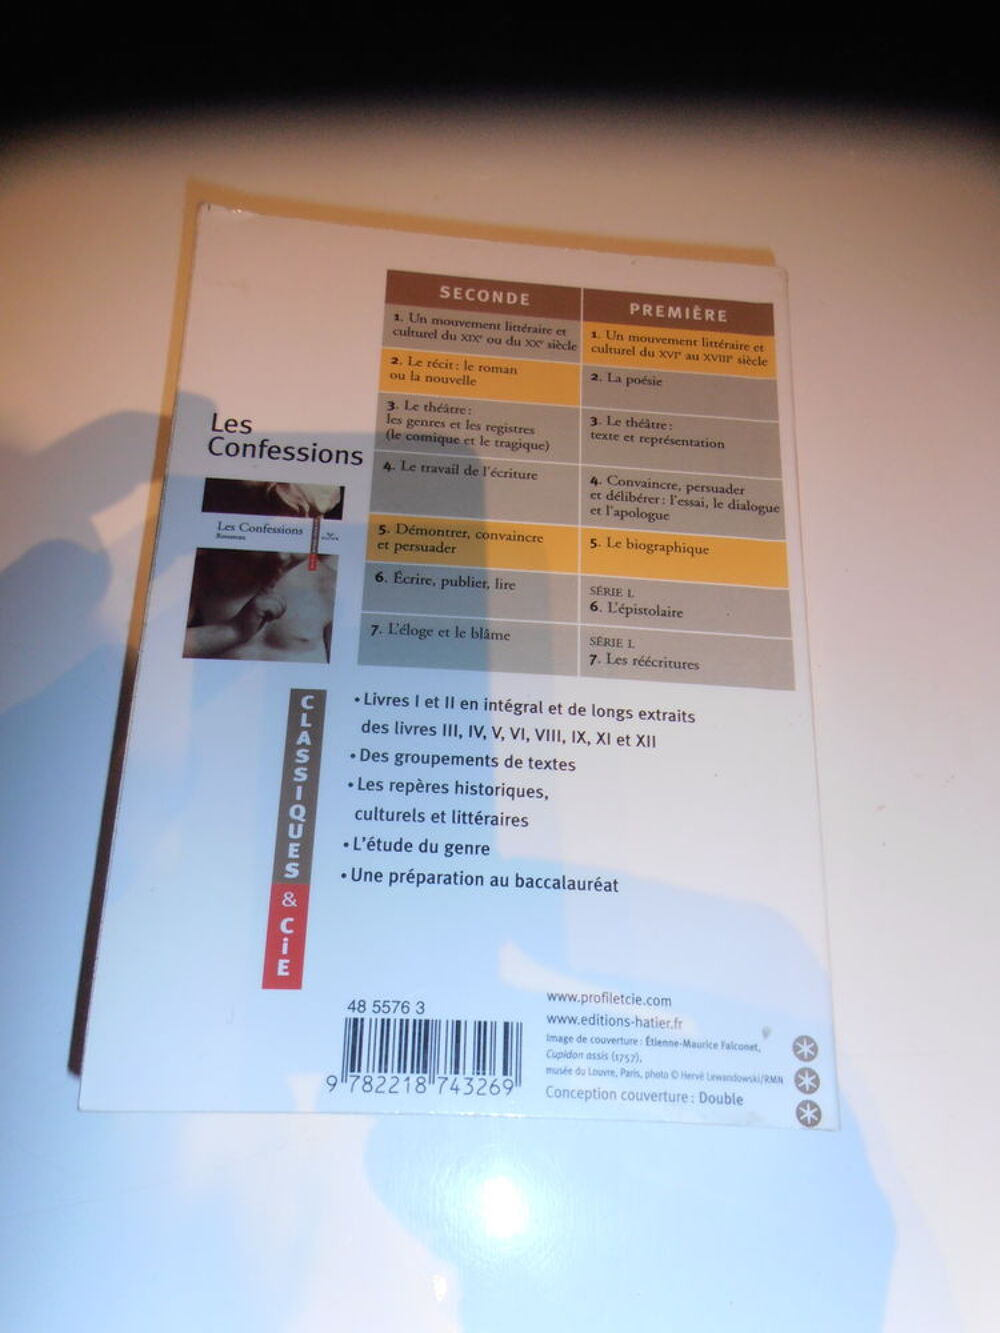 Les
Confessions
Les Confessions
Rousseau
SECONDE
1. Un mouvement littéraire et
culturel du XIXe ou du XXe siècle
2. Le récit : le roman
ou la nouvelle
3. Le théâtre :
les genres et les registres
(le comique et le tragique)
4. Le travail de l'écriture
5. Démontrer, convaincre
et persuader
6. Écrire, publier, lire
7. L'éloge et le blâme
PREMIÈRE
1. Un mouvement littéraire et
culturel du XVIe au XVIIIe siècle
2. La poésie
3. Le théâtre :
texte et représentation
4. Convaincre, persuader
et délibérer : l'essai, le dialogue
et l'apologue
5. Le biographique
SÉRIE L
6. L'épistolaire
SÉRIE L
7. Les réécritures
CLASSIQUES & CiE
• Livres I et II en intégral et de longs extraits
des livres III, IV, V, VI, VIII, IX, XI et XII
• Des groupements de textes
• Les repères historiques,
culturels et littéraires
• L'étude du genre
• Une préparation au baccalauréat
48 5576 3
9 782218 743269
www.profiletcie.com
www.editions-hatier.fr
Image de couverture : Étienne-Maurice Falconet,
Cupidon assis (1757),
musée du Louvre, Paris, photo © Hervé Lewandowski/RMN
Conception couverture : Double